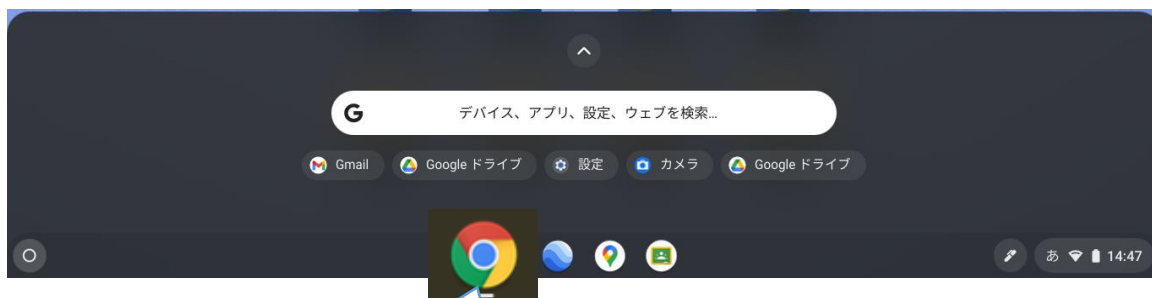 デバイス、アプリ、設定、ウェブを検索...
Gmail Google ドライブ 設定 カメラ Google ドライブ
あ 14:47